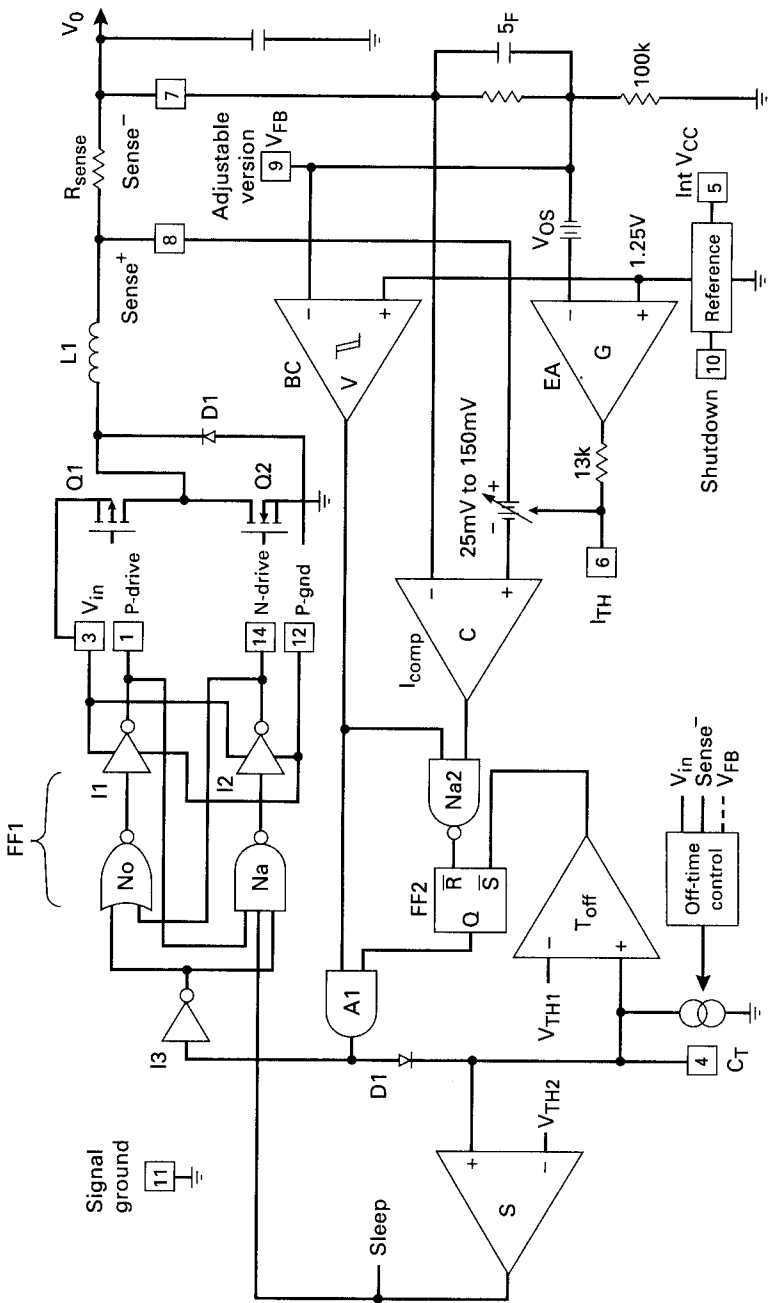 V0
Rsense
Sense−
7
5F
100k
Adjustable
version
9
VFB
8
Sense+
L1
D1
Q1
Q2
Vin
3
P-drive
1
N-drive
14
12
P-gnd
FF1
I1
I2
No
Na
I3
BC
V
−
+
VOS
1.25V
Int VCC
5
Reference
10
Shutdown
EA
G
−
+
13k
25mV to 150mV
− +
6
ITH
Icomp
C
−
+
Na2
FF2
R
S
Q
A1
Toff
−
+
VTH1
Vin
Sense−
VFB
Off-time
control
D1
4
CT
VTH2
+
−
S
Sleep
Signal
ground
11